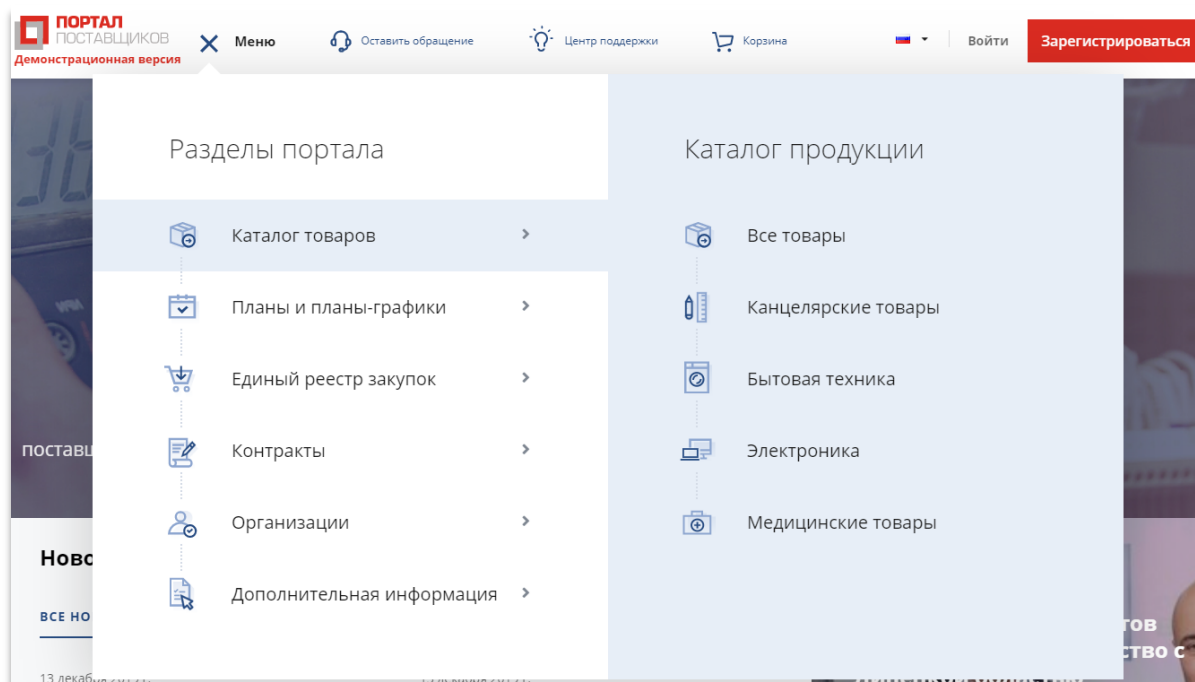 ПОРТАЛ
ПОСТАВЩИКОВ
Демонстрационная версия
Меню
Оставить обращение
Центр поддержки
Корзина
Войти
Зарегистрироваться
Разделы портала
Каталог товаров
Планы и планы-графики
Единый реестр закупок
Контракты
Организации
Дополнительная информация
Каталог продукции
Все товары
Канцелярские товары
Бытовая техника
Электроника
Медицинские товары
поставщ
Ново
ВСЕ НО
тов
ство с